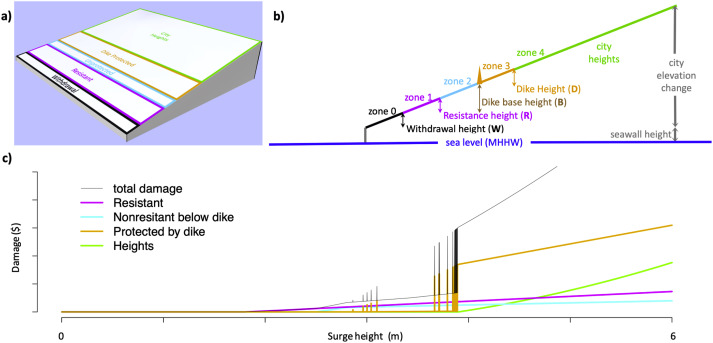 a)
City
heights
Dike Protected
Resistant
Withdrawal
b)
zone 4
city
heights
zone 3
zone 2
zone 1
zone 0
city
elevation
change
Dike Height (D)
Dike base height (B)
Resistance height (R)
Withdrawal height (W)
seawall height
sea level (MHHW)
c)
Damage ($)
total damage
Resistant
Nonresitant below dike
Protected by dike
Heights
0
Surge height (m)
6